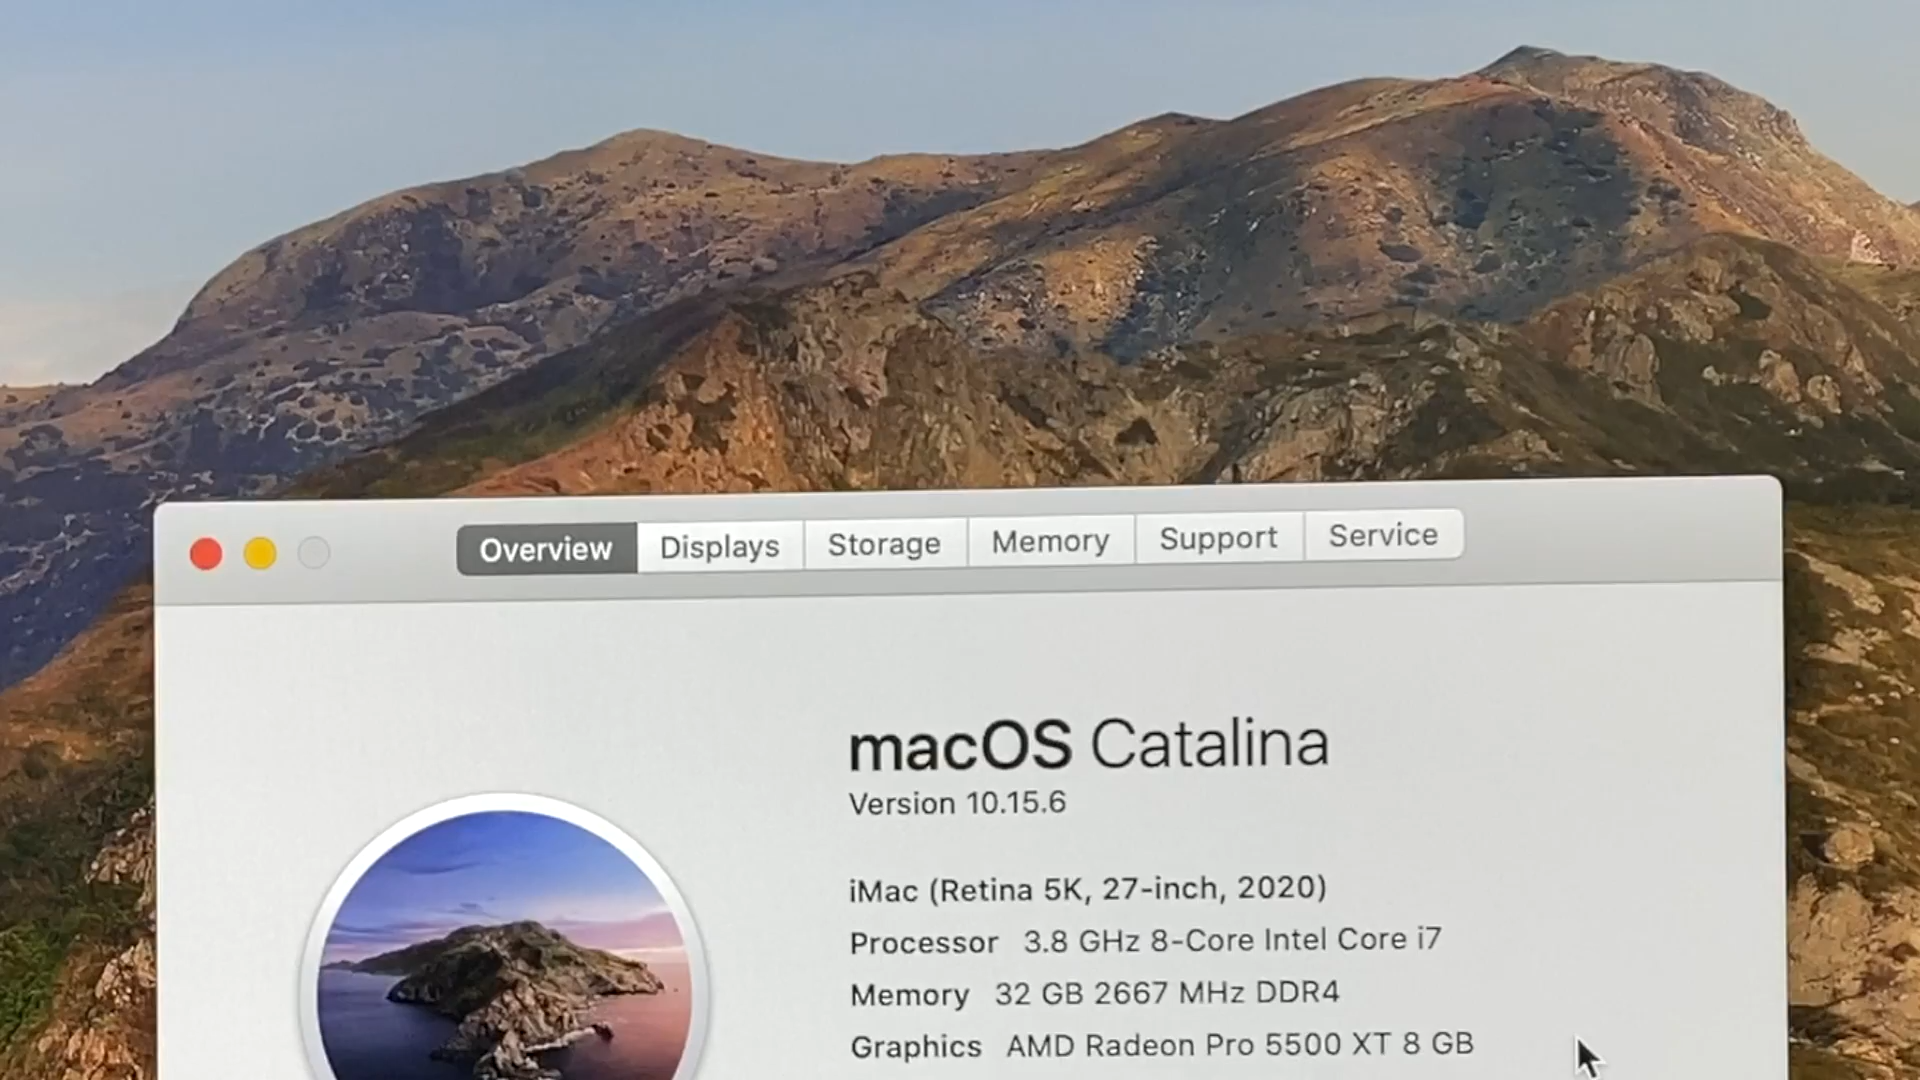 Overview Displays Storage Memory Support Service
macOS Catalina
Version 10.15.6
iMac (Retina 5K, 27-inch, 2020)
Processor 3.8 GHz 8-Core Intel Core i7
Memory 32 GB 2667 MHz DDR4
Graphics AMD Radeon Pro 5500 XT 8 GB